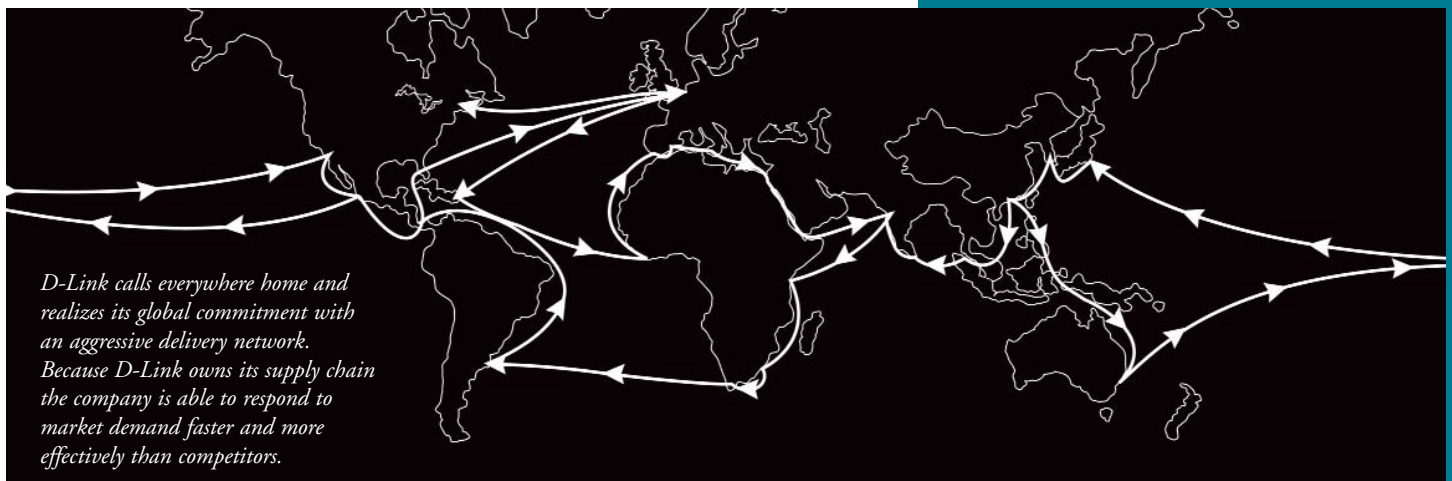 D-Link calls everywhere home and
realizes its global commitment with
an aggressive delivery network.
Because D-Link owns its supply chain
the company is able to respond to
market demand faster and more
effectively than competitors.